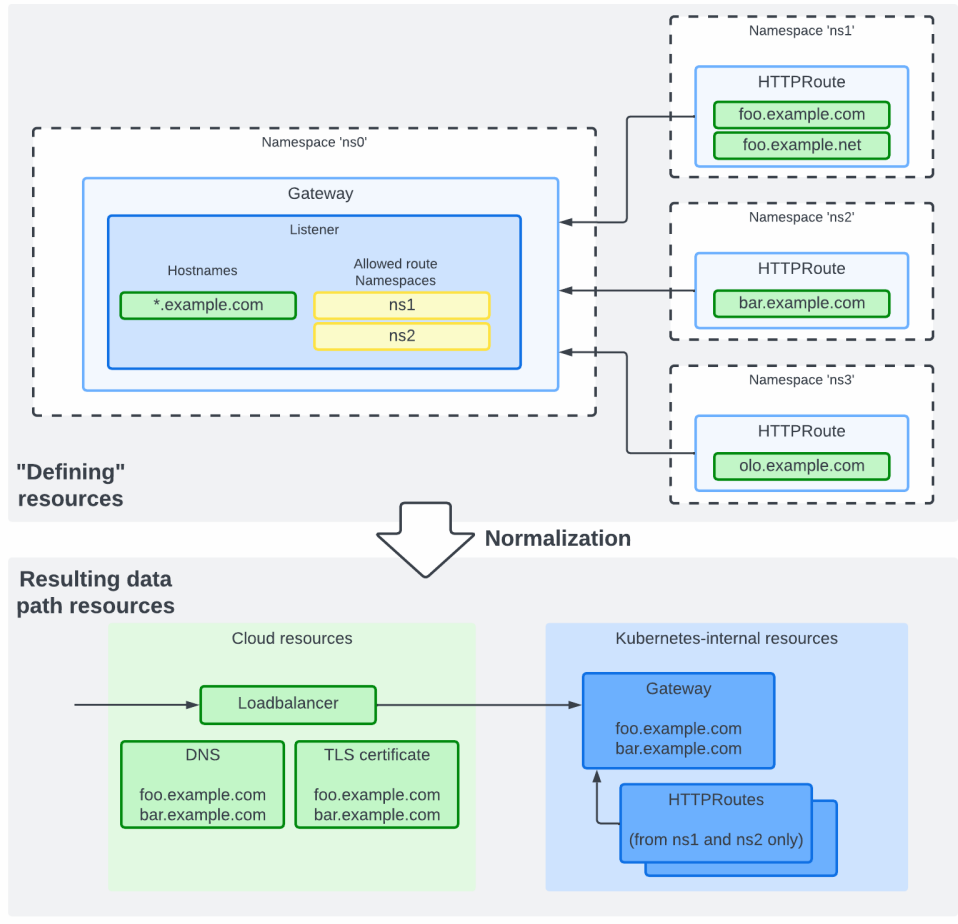 Namespace 'ns1'
HTTPRoute
foo.example.com
foo.example.net
Namespace 'ns0'
Gateway
Listener
Hostnames
*.example.com
Allowed route
Namespaces
ns1
ns2
Namespace 'ns2'
HTTPRoute
bar.example.com
Namespace 'ns3'
HTTPRoute
olo.example.com
"Defining"
resources
Normalization
Resulting data
path resources
Cloud resources
Loadbalancer
DNS
foo.example.com
bar.example.com
TLS certificate
foo.example.com
bar.example.com
Kubernetes-internal resources
Gateway
foo.example.com
bar.example.com
HTTPRoutes
(from ns1 and ns2 only)